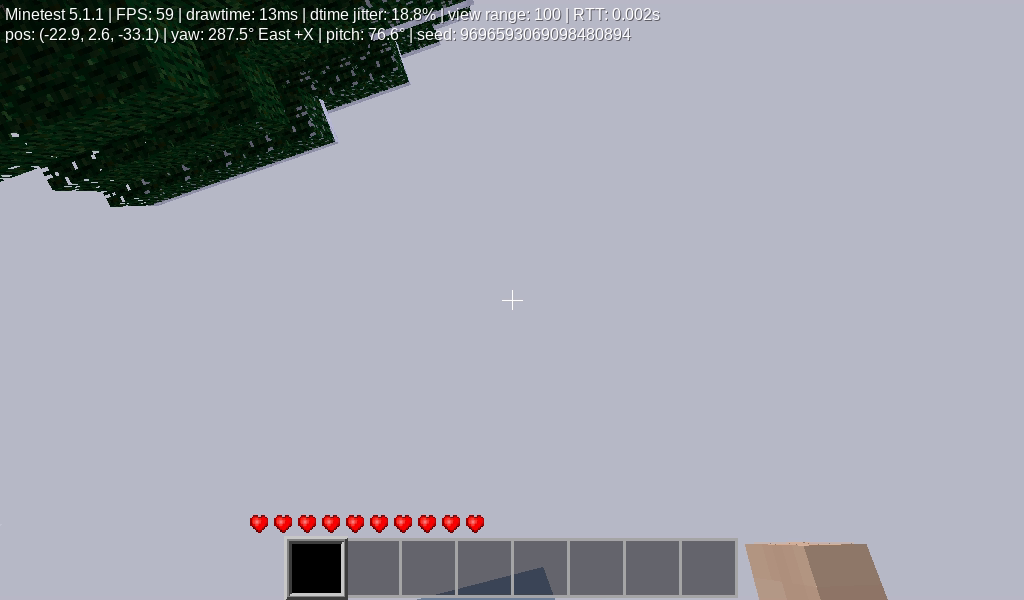 Minetest 5.1.1 | FPS: 59 | drawtime: 13ms | dtime jitter: 18.8% | view range: 100 | RTT: 0.002s
pos: (-22.9, 2.6, -33.1) | yaw: 287.5° East +X | pitch: 76.6° | seed: 9696593069098480894